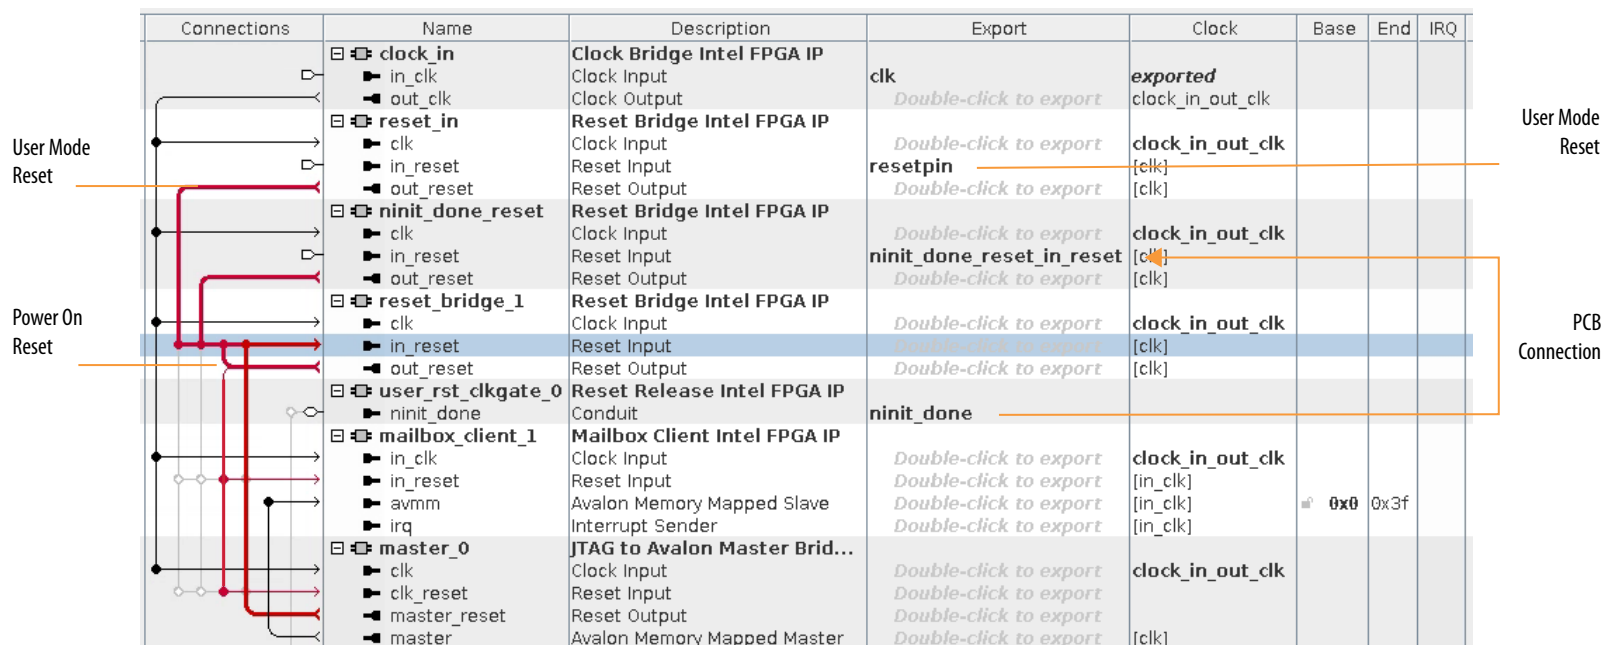 Connections Name Description Export Clock Base End IRQ
clock_in Clock Bridge Intel FPGA IP
in_clk Clock Input clk exported
out_clk Clock Output Double-click to export clock_in_out_clk
reset_in Reset Bridge Intel FPGA IP
clk Clock Input Double-click to export clock_in_out_clk
in_reset Reset Input resetpin [clk]
out_reset Reset Output Double-click to export [clk]
ninit_done_reset Reset Bridge Intel FPGA IP
clk Clock Input Double-click to export clock_in_out_clk
in_reset Reset Input ninit_done_reset_in_reset [clk]
out_reset Reset Output Double-click to export [clk]
reset_bridge_1 Reset Bridge Intel FPGA IP
clk Clock Input Double-click to export clock_in_out_clk
in_reset Reset Input Double-click to export [clk]
out_reset Reset Output Double-click to export [clk]
user_rst_clkgate_0 Reset Release Intel FPGA IP
ninit_done Conduit ninit_done
mailbox_client_1 Mailbox Client Intel FPGA IP
in_clk Clock Input Double-click to export clock_in_out_clk
in_reset Reset Input Double-click to export [in_clk]
avmm Avalon Memory Mapped Slave Double-click to export [in_clk] 0x0 0x3f
irq Interrupt Sender Double-click to export [in_clk]
master_0 JTAG to Avalon Master Brid...
clk Clock Input Double-click to export clock_in_out_clk
clk_reset Reset Input Double-click to export
master_reset Reset Output Double-click to export
master Avalon Memory Mapped Master Double-click to export [clk]
User Mode
Reset
Power On
Reset
User Mode
Reset
PCB
Connection